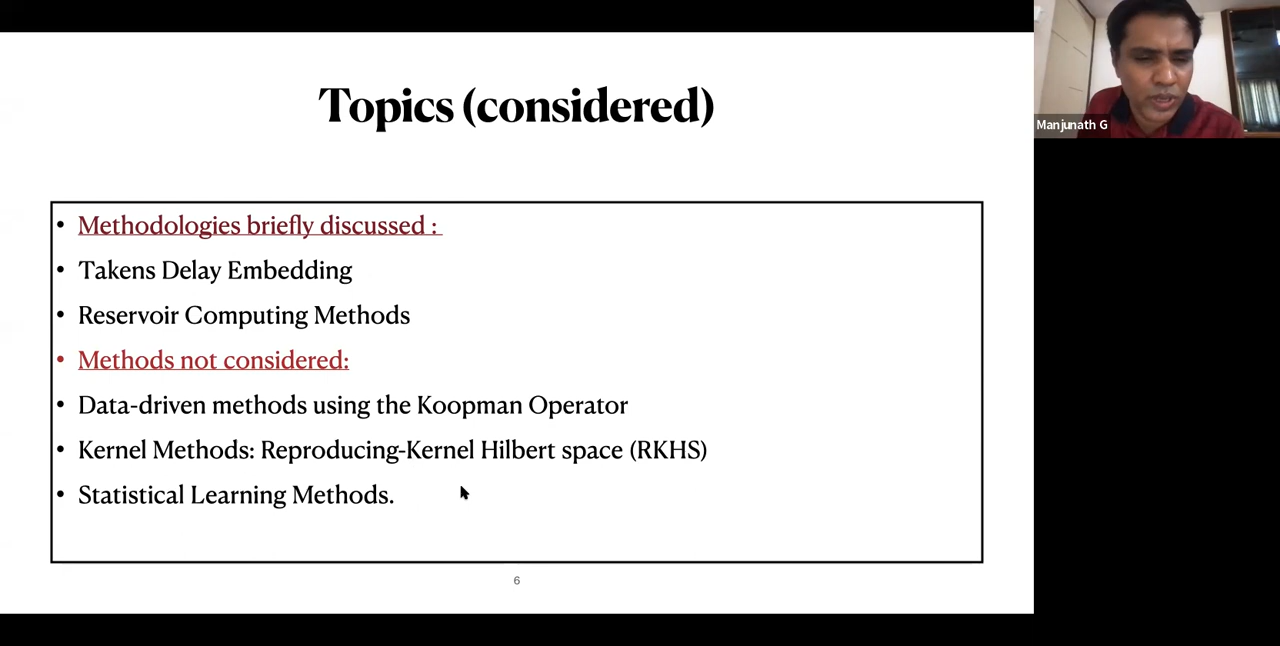 Topics (considered)
• Methodologies briefly discussed :
• Takens Delay Embedding
• Reservoir Computing Methods
• Methods not considered:
• Data-driven methods using the Koopman Operator
• Kernel Methods: Reproducing-Kernel Hilbert space (RKHS)
• Statistical Learning Methods.
6
Manjunath G